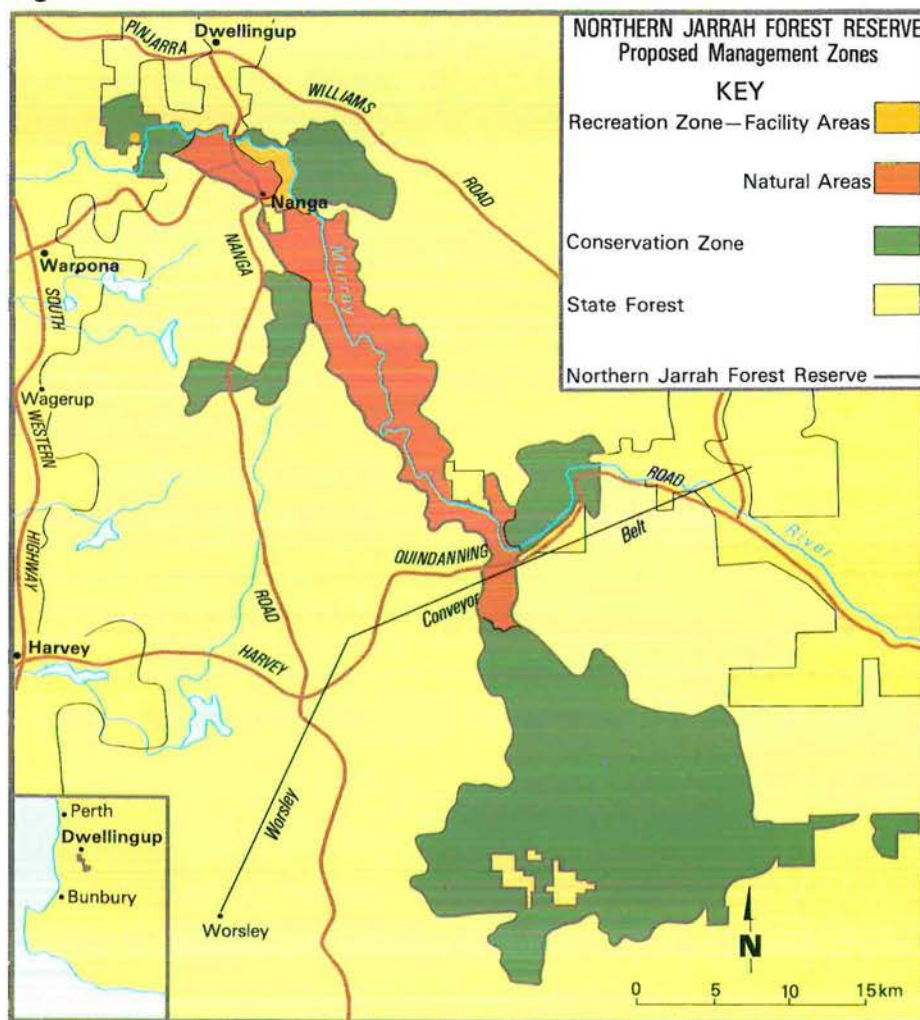 NORTHERN JARRAH FOREST RESERVE
Proposed Management Zones
KEY
Recreation Zone—Facility Areas
Natural Areas
Conservation Zone
State Forest
Northern Jarrah Forest Reserve
PINJARRA
Dwellingup
WILLIAMS
ROAD
Nanga
NANGA
ROAD
Murray
Waroona
SOUTH
WESTERN
HIGHWAY
Wagerup
ROAD
River
Belt
QUINDANNING
Conveyor
Harvey
HARVEY
Worsley
Worsley
Perth
Dwellingup
Bunbury
N
0 5 10 15km